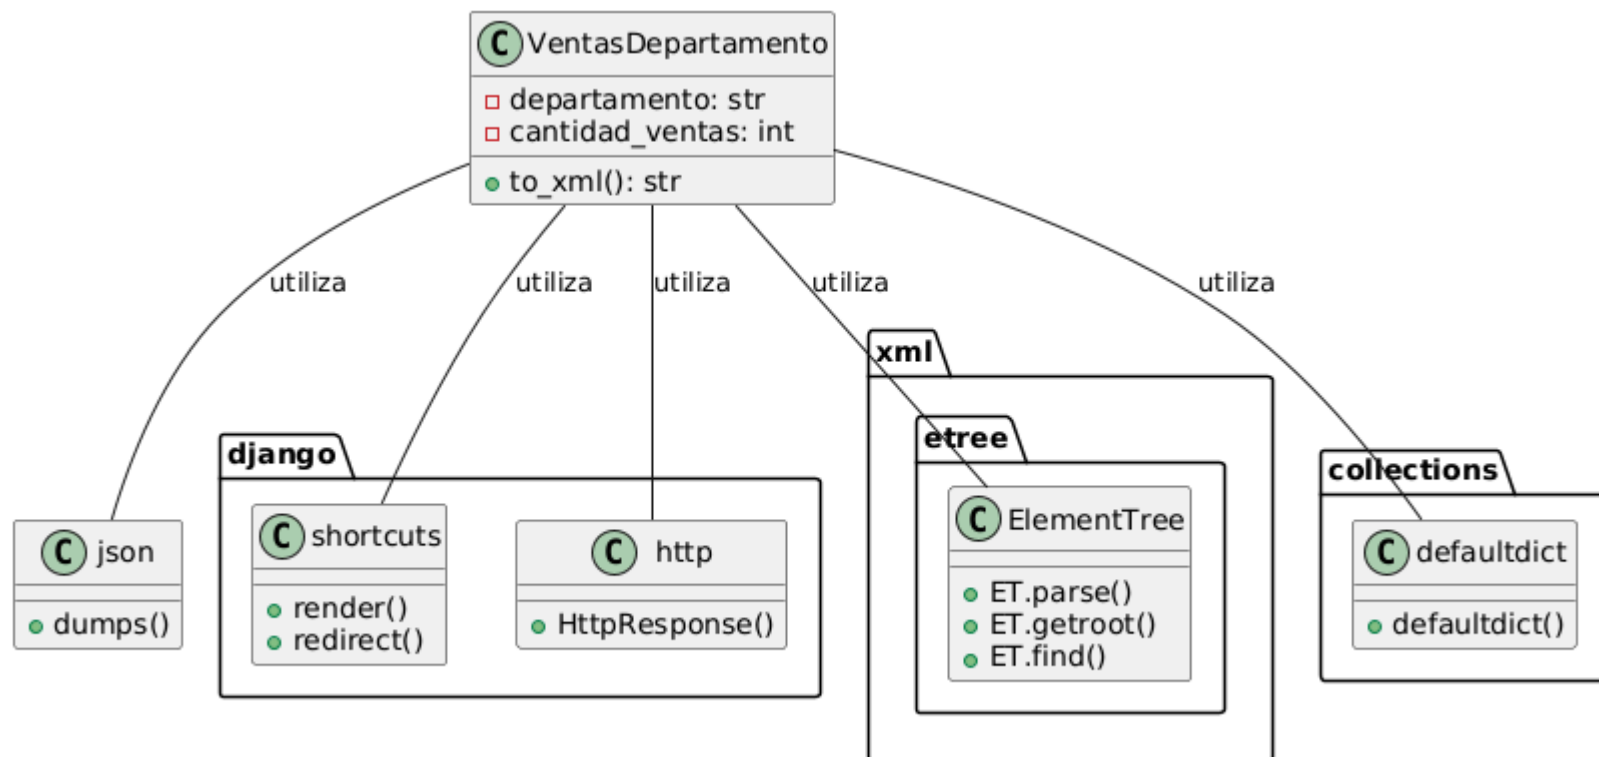 C VentasDepartamento
departamento: str
cantidad_ventas: int
to_xml(): str
utiliza
utiliza
utiliza
utiliza
utiliza
C json
dumps()
django
C shortcuts
render()
redirect()
C http
HttpResponse()
xml
etree
C ElementTree
ET.parse()
ET.getroot()
ET.find()
collections
C defaultdict
defaultdict()